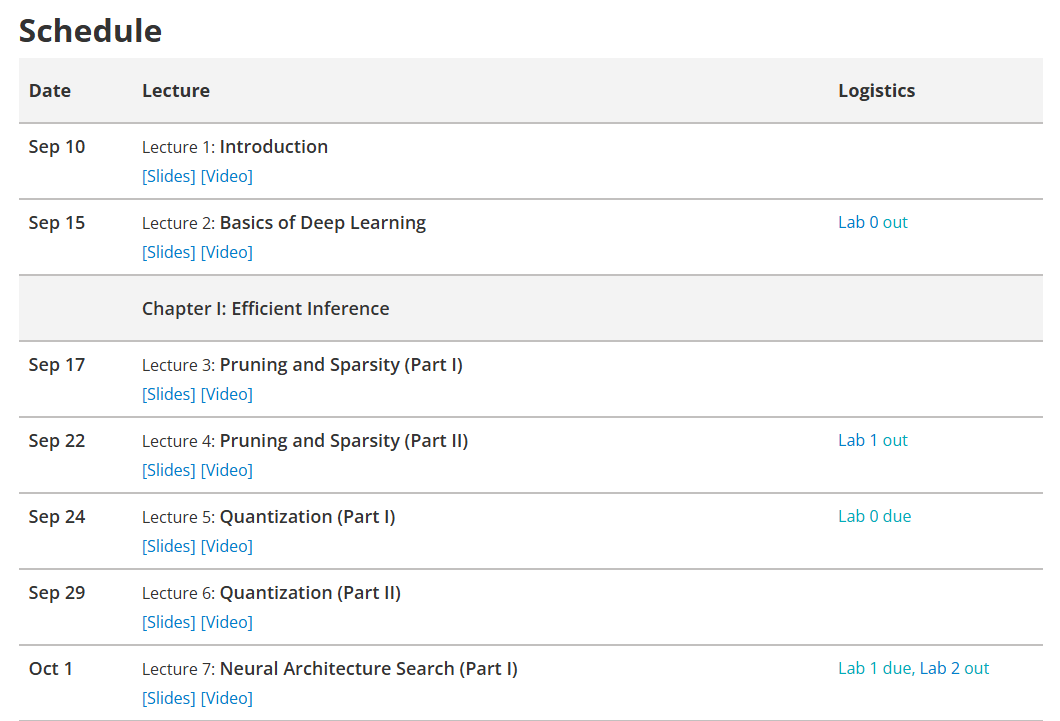 Schedule
Date Lecture Logistics
Sep 10 Lecture 1: Introduction
[Slides] [Video]
Sep 15 Lecture 2: Basics of Deep Learning Lab 0 out
[Slides] [Video]
Chapter I: Efficient Inference
Sep 17 Lecture 3: Pruning and Sparsity (Part I)
[Slides] [Video]
Sep 22 Lecture 4: Pruning and Sparsity (Part II) Lab 1 out
[Slides] [Video]
Sep 24 Lecture 5: Quantization (Part I) Lab 0 due
[Slides] [Video]
Sep 29 Lecture 6: Quantization (Part II)
[Slides] [Video]
Oct 1 Lecture 7: Neural Architecture Search (Part I) Lab 1 due, Lab 2 out
[Slides] [Video]